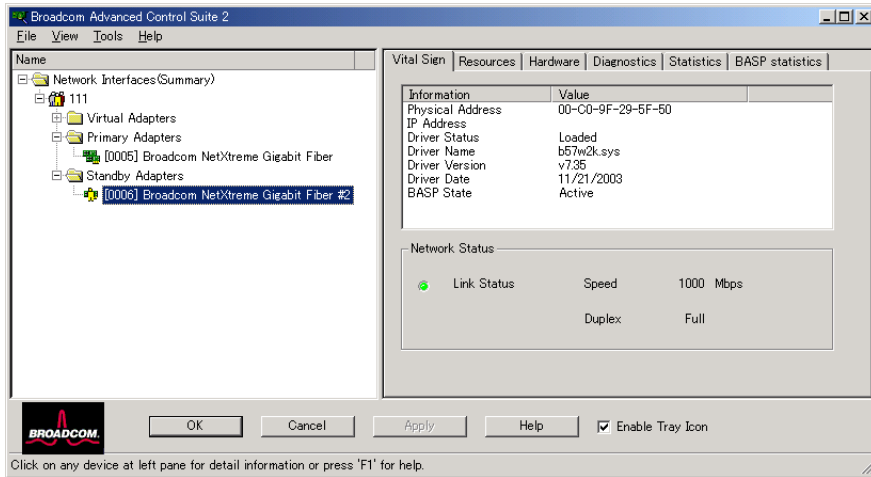 Broadcom Advanced Control Suite 2
File View Tools Help
Name
Network Interfaces(Summary)
111
Virtual Adapters
Primary Adapters
[0005] Broadcom NetXtreme Gigabit Fiber
Standby Adapters
[0006] Broadcom NetXtreme Gigabit Fiber #2
Vital Sign Resources Hardware Diagnostics Statistics BASP statistics
Information Value
Physical Address 00-C0-9F-29-5F-50
IP Address
Driver Status Loaded
Driver Name b57w2k.sys
Driver Version v7.35
Driver Date 11/21/2003
BASP State Active
Network Status
Link Status Speed 1000 Mbps
Duplex Full
BROADCOM.
OK Cancel Apply Help Enable Tray Icon
Click on any device at left pane for detail information or press 'F1' for help.